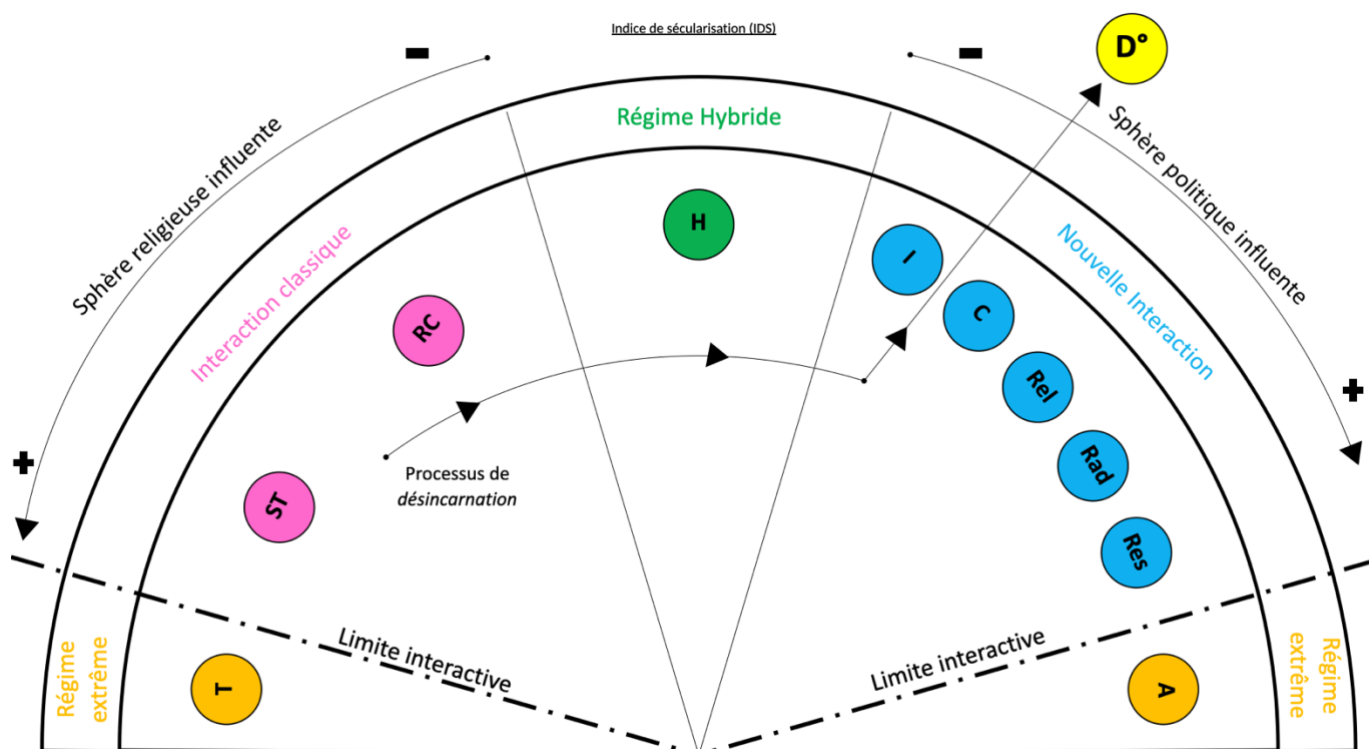 Indice de sécularisation (IDS)
-
-
D°
Régime Hybride
Sphère religieuse influente
Sphère politique influente
Interaction classique
Nouvelle Interaction
H
I
C
RC
Rel
Rad
Res
ST
Processus de
désincarnation
+
+
Limite interactive
Limite interactive
Régime
extrême
T
A
Régime
extrême